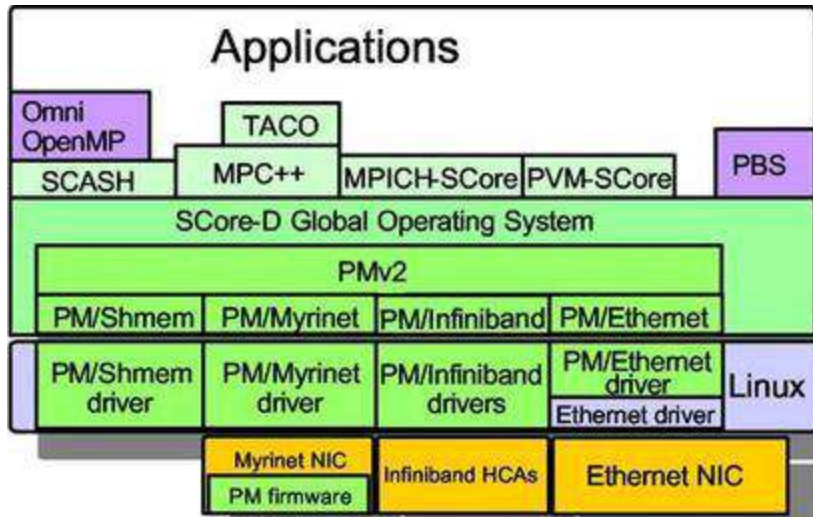 Applications
Omni
OpenMP
TACO
PBS
SCASH
MPC++
MPICH-SCore
PVM-SCore
SCore-D Global Operating System
PMv2
PM/Shmem
PM/Myrinet
PM/Infiniband
PM/Ethernet
PM/Shmem
driver
PM/Myrinet
driver
PM/Infiniband
drivers
PM/Ethernet
driver
Ethernet driver
Linux
Myrinet NIC
PM firmware
Infiniband HCAs
Ethernet NIC